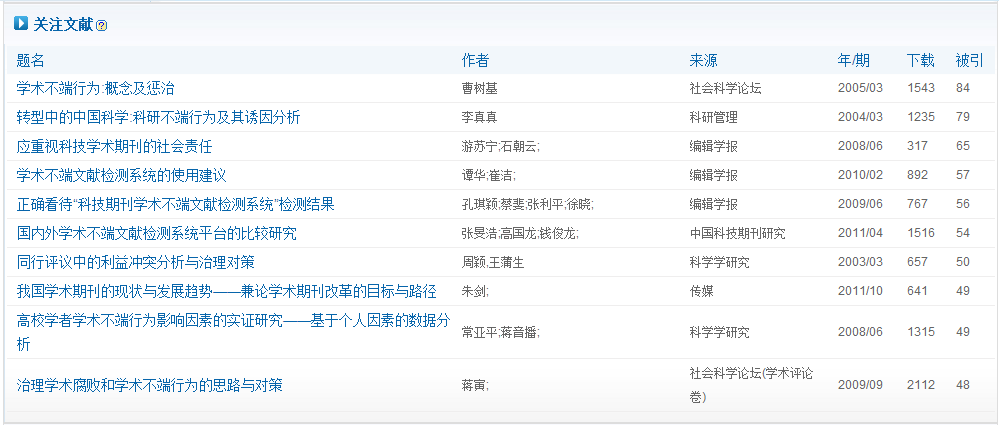 关注文献
题名 作者 来源 年/期 下载 被引
学术不端行为:概念及惩治 曹树基 社会科学论坛 2005/03 1543 84
转型中的中国科学:科研不端行为及其诱因分析 李真真 科研管理 2004/03 1235 79
应重视科技学术期刊的社会责任 游苏宁;石朝云; 编辑学报 2008/06 317 65
学术不端文献检测系统的使用建议 谭华;崔洁; 编辑学报 2010/02 892 57
正确看待“科技期刊学术不端文献检测系统”检测结果 孔琪颖;蔡斐;张利平;徐晓; 编辑学报 2009/06 767 56
国内外学术不端文献检测系统平台的比较研究 张旻浩;高国龙;钱俊龙; 中国科技期刊研究 2011/04 1516 54
同行评议中的利益冲突分析与治理对策 周颖,王蒲生 科学学研究 2003/03 657 50
我国学术期刊的现状与发展趋势——兼论学术期刊改革的目标与路径 朱剑; 传媒 2011/10 641 49
高校学者学术不端行为影响因素的实证研究——基于个人因素的数据分
析 常亚平;蒋音播; 科学学研究 2008/06 1315 49
治理学术腐败和学术不端行为的思路与对策 蒋寅; 社会科学论坛(学术评论
卷) 2009/09 2112 48